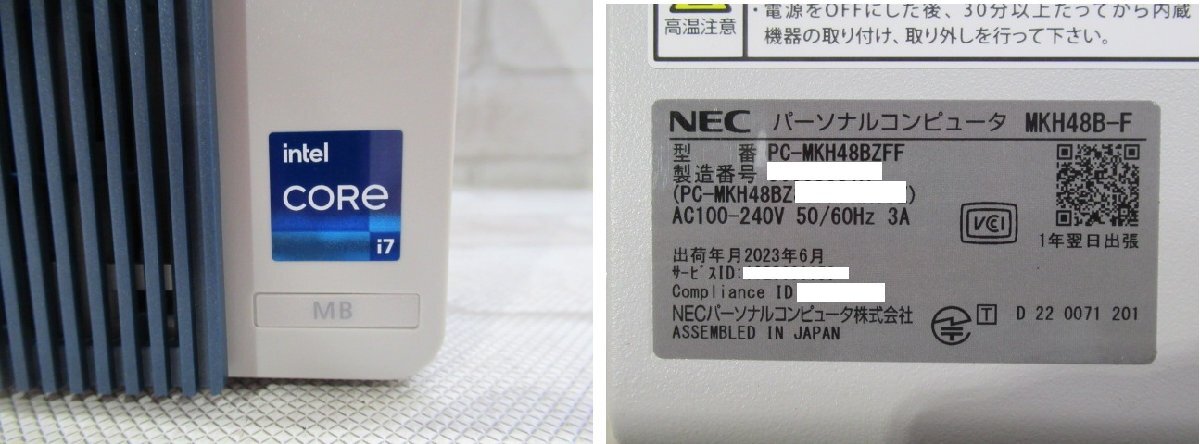 intel
CORE
i7
MB
高温注意
・電源をOFFにした後、30分以上たってから内蔵
機器の取り付け、取り外しを行って下さい。
NEC パーソナルコンピュータ MKH48B-F
型 番 PC-MKH48BZFF
製造番号
(PC-MKH48BZ )
AC100-240V 50/60Hz 3A
VCCI
1年翌日出張
出荷年月2023年6月
サービスID:
Compliance ID
NECパーソナルコンピュータ株式会社
T D 22 0071 201
ASSEMBLED IN JAPAN